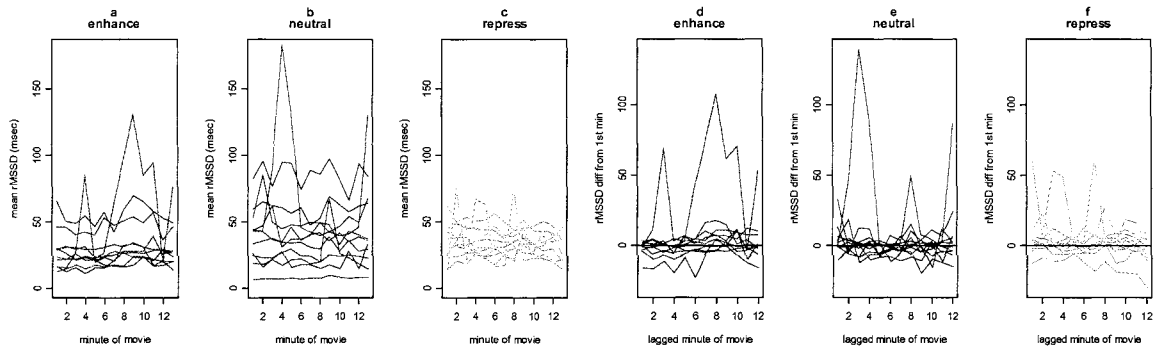 a
enhance
mean rMSSD (msec)
0 50 100 150
2 4 6 8 10 12
minute of movie
b
neutral
mean rMSSD (msec)
0 50 100 150
2 4 6 8 10 12
minute of movie
c
repress
mean rMSSD (msec)
0 50 100 150
2 4 6 8 10 12
minute of movie
d
enhance
rMSSD diff from 1st min
0 50 100
2 4 6 8 10 12
lagged minute of movie
e
neutral
rMSSD diff from 1st min
0 50 100
2 4 6 8 10 12
lagged minute of movie
f
repress
rMSSD diff from 1st min
0 50 100
2 4 6 8 10 12
lagged minute of movie